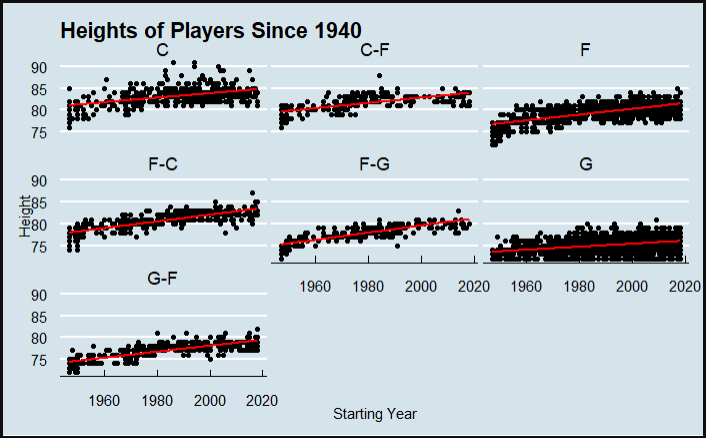 Heights of Players Since 1940
C C-F F
90
85
80
75
F-C F-G G
90
85
80
75
Height
1960 1980 2000 2020 1960 1980 2000 2020
G-F
90
85
80
75
1960 1980 2000 2020
Starting Year